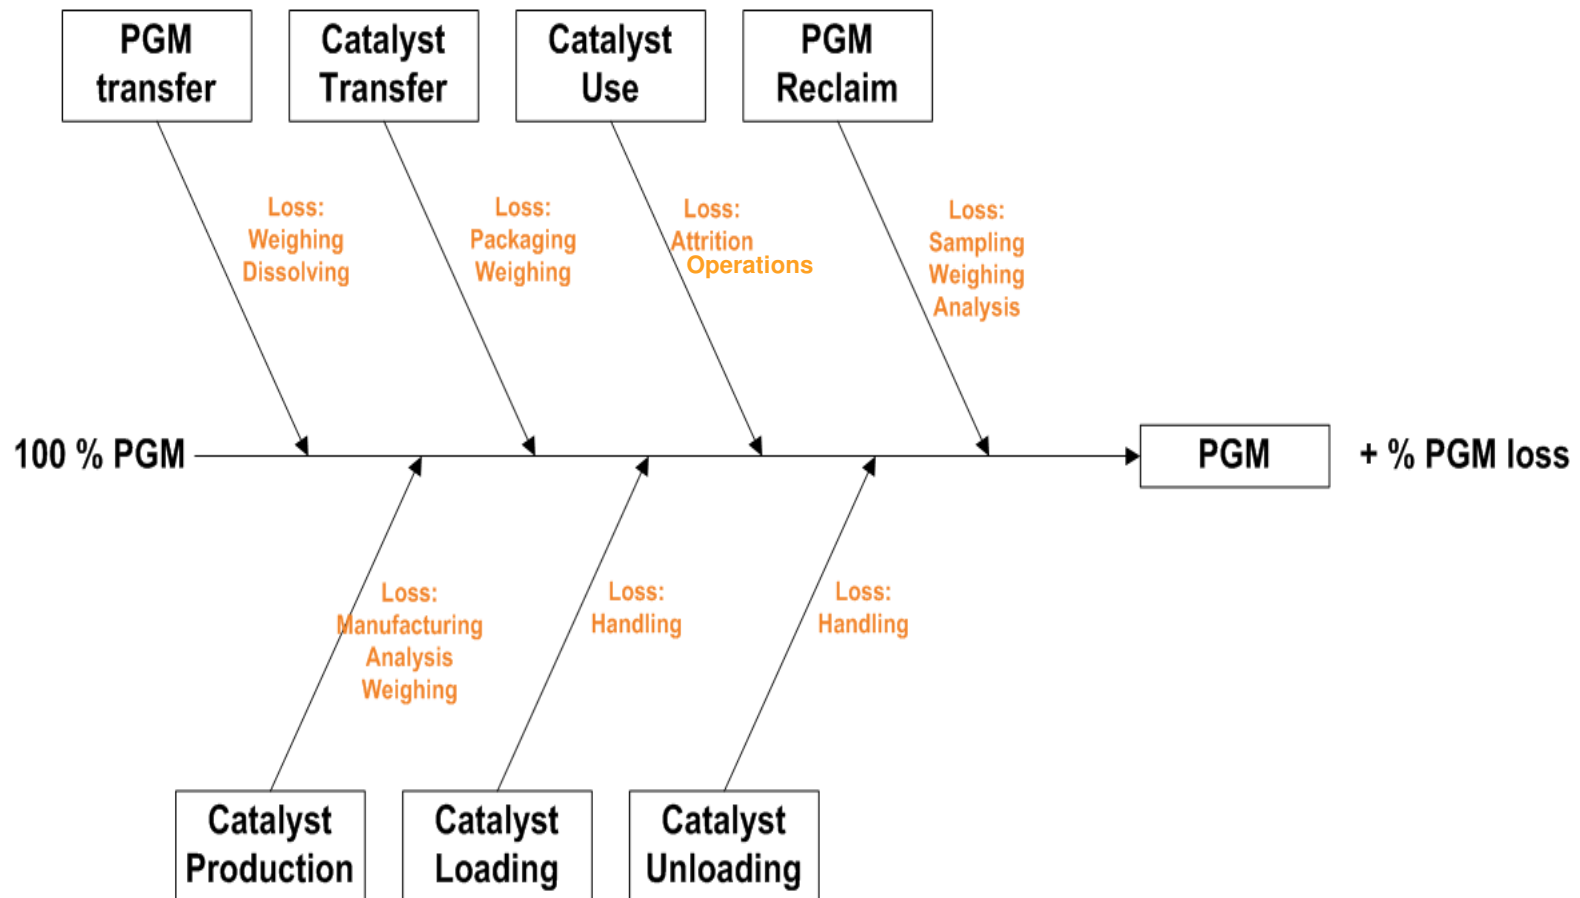 PGM
transfer
Catalyst
Transfer
Catalyst
Use
PGM
Reclaim
Loss:
Weighing
Dissolving
Loss:
Packaging
Weighing
Loss:
Attrition
Operations
Loss:
Sampling
Weighing
Analysis
100 % PGM
PGM
+ % PGM loss
Loss:
Manufacturing
Analysis
Weighing
Loss:
Handling
Loss:
Handling
Catalyst
Production
Catalyst
Loading
Catalyst
Unloading